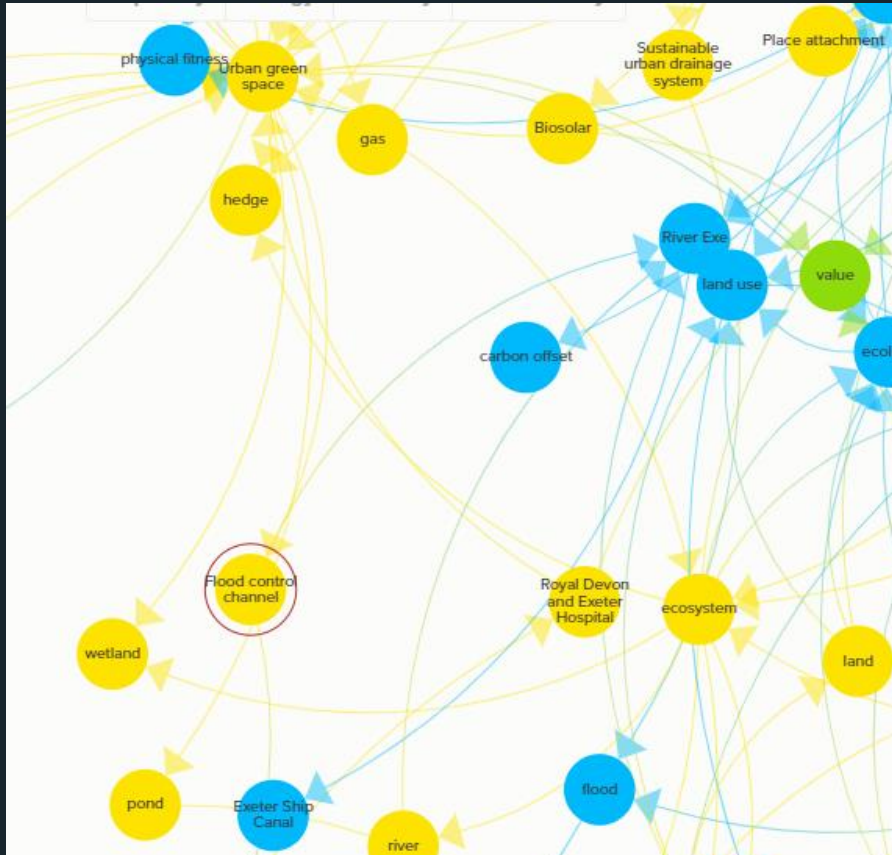 physical fitness
Urban green
space
Sustainable
urban drainage
system
Place attachment
gas
Biosolar
hedge
River Exe
land use
value
carbon offset
ecol
Flood control
channel
Royal Devon
and Exeter
Hospital
ecosystem
wetland
land
pond
Exeter Ship
Canal
flood
river